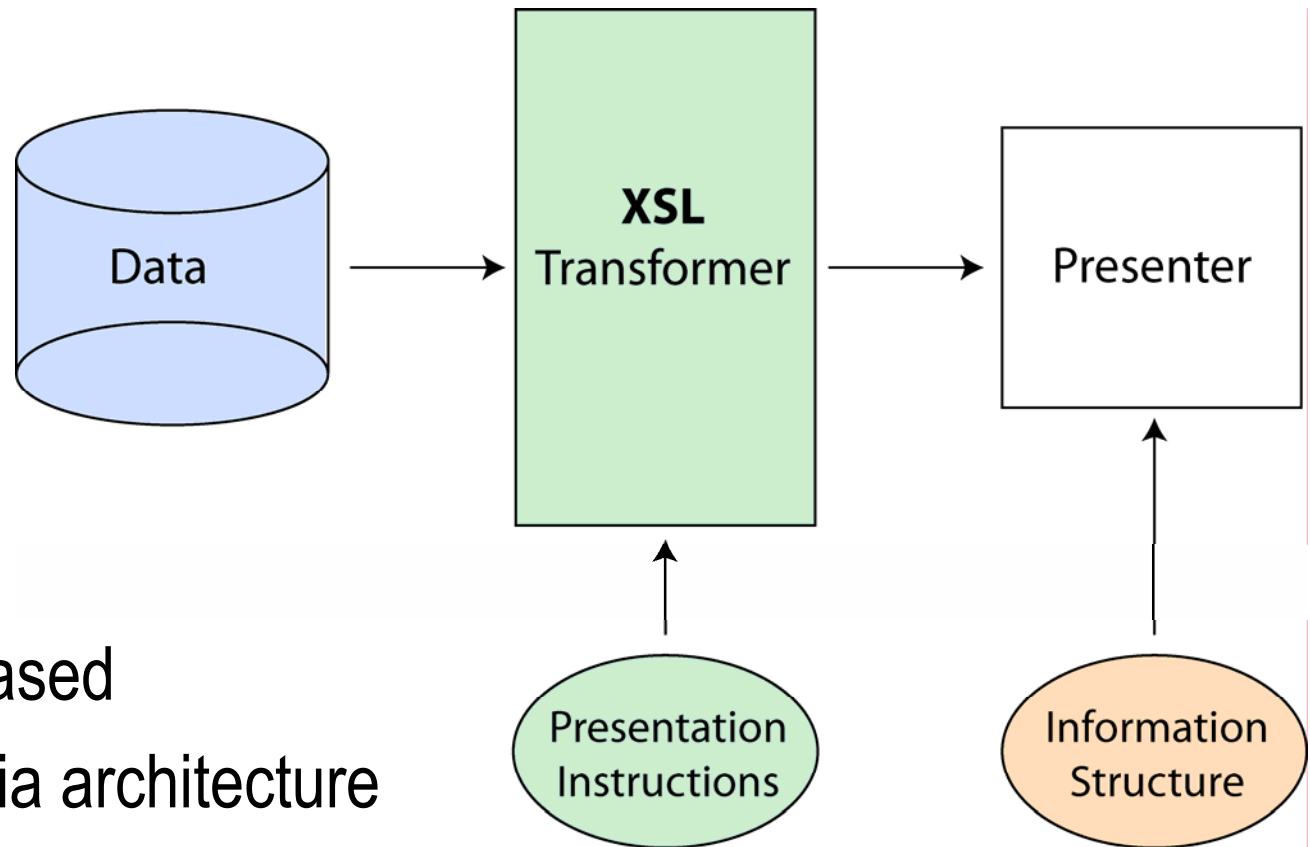 Data
XSL
Transformer
Presenter
ased
Presentation
Instructions
Information
Structure
ia architecture